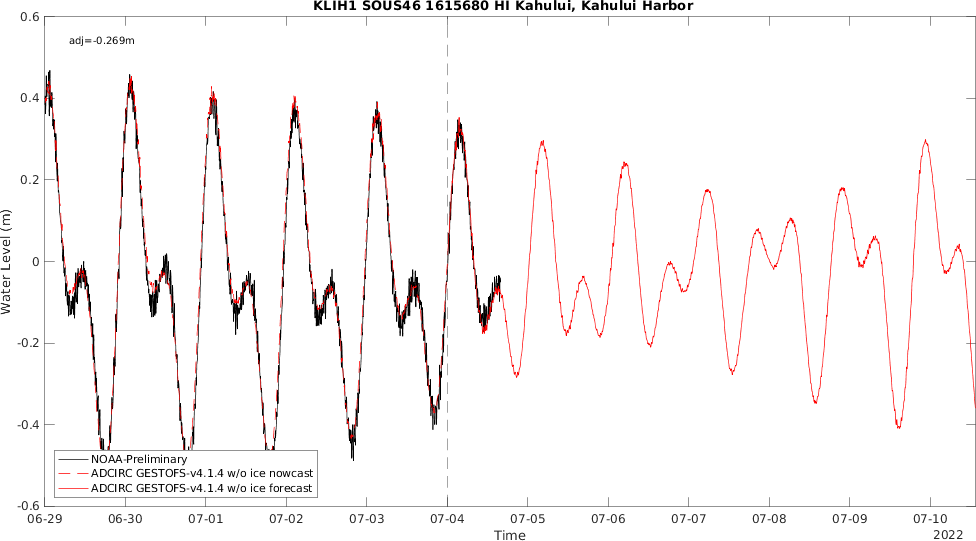 KLIH1 SOUS46 1615680 HI Kahului, Kahului Harbor
0.6
adj=-0.269m
0.4
0.2
0
-0.2
-0.4
-0.6
Water Level (m)
NOAA-Preliminary
ADCIRC GESTOFS-v4.1.4 w/o ice nowcast
ADCIRC GESTOFS-v4.1.4 w/o ice forecast
06-29 06-30 07-01 07-02 07-03 07-04 07-05 07-06 07-07 07-08 07-09 07-10
Time
2022